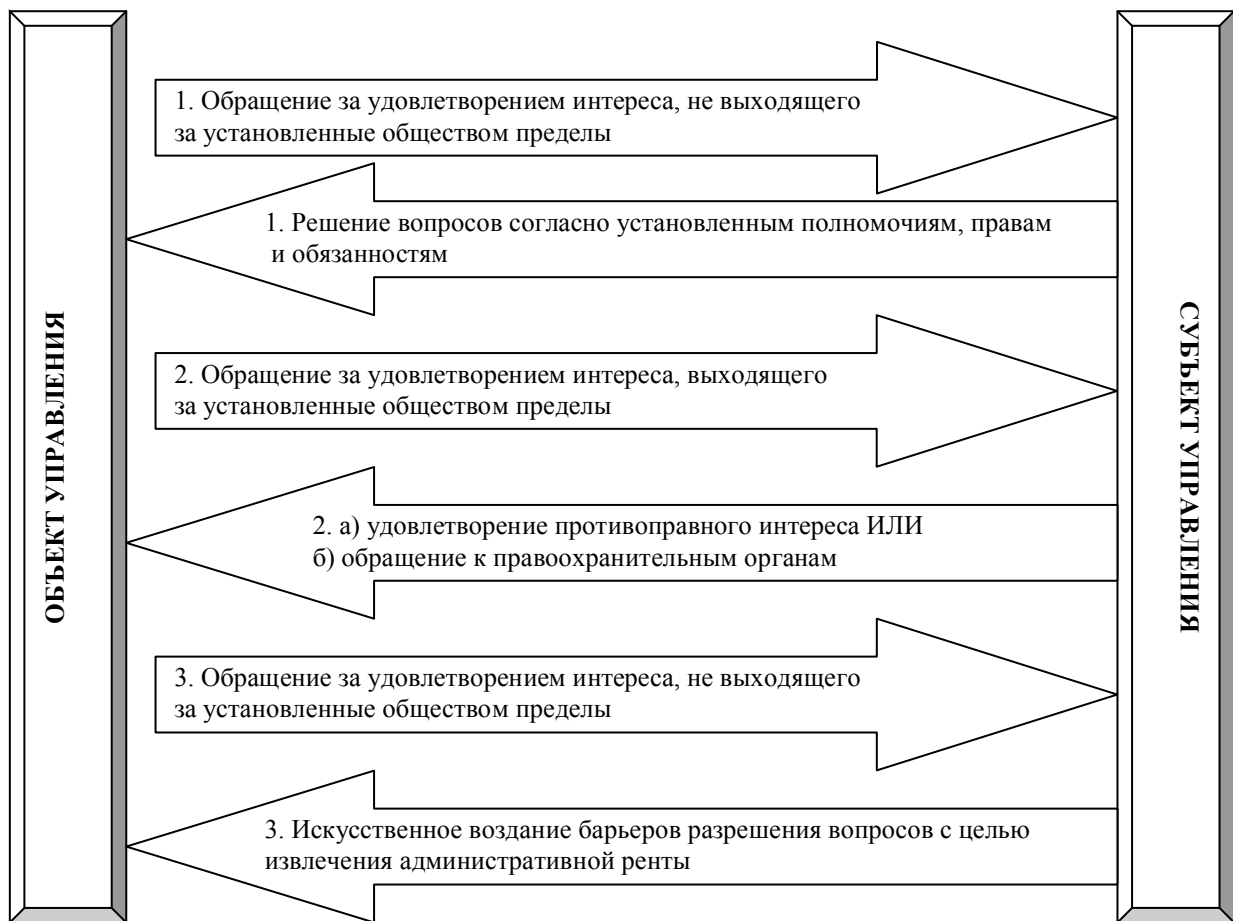 ОБЪЕКТ УПРАВЛЕНИЯ
1. Обращение за удовлетворением интереса, не выходящего
за установленные обществом пределы
1. Решение вопросов согласно установленным полномочиям, правам
и обязанностям
2. Обращение за удовлетворением интереса, выходящего
за установленные обществом пределы
2. а) удовлетворение противоправного интереса ИЛИ
б) обращение к правоохранительным органам
3. Обращение за удовлетворением интереса, не выходящего
за установленные обществом пределы
3. Искусственное воздание барьеров разрешения вопросов с целью
извлечения административной ренты
СУБЪЕКТ УПРАВЛЕНИЯ